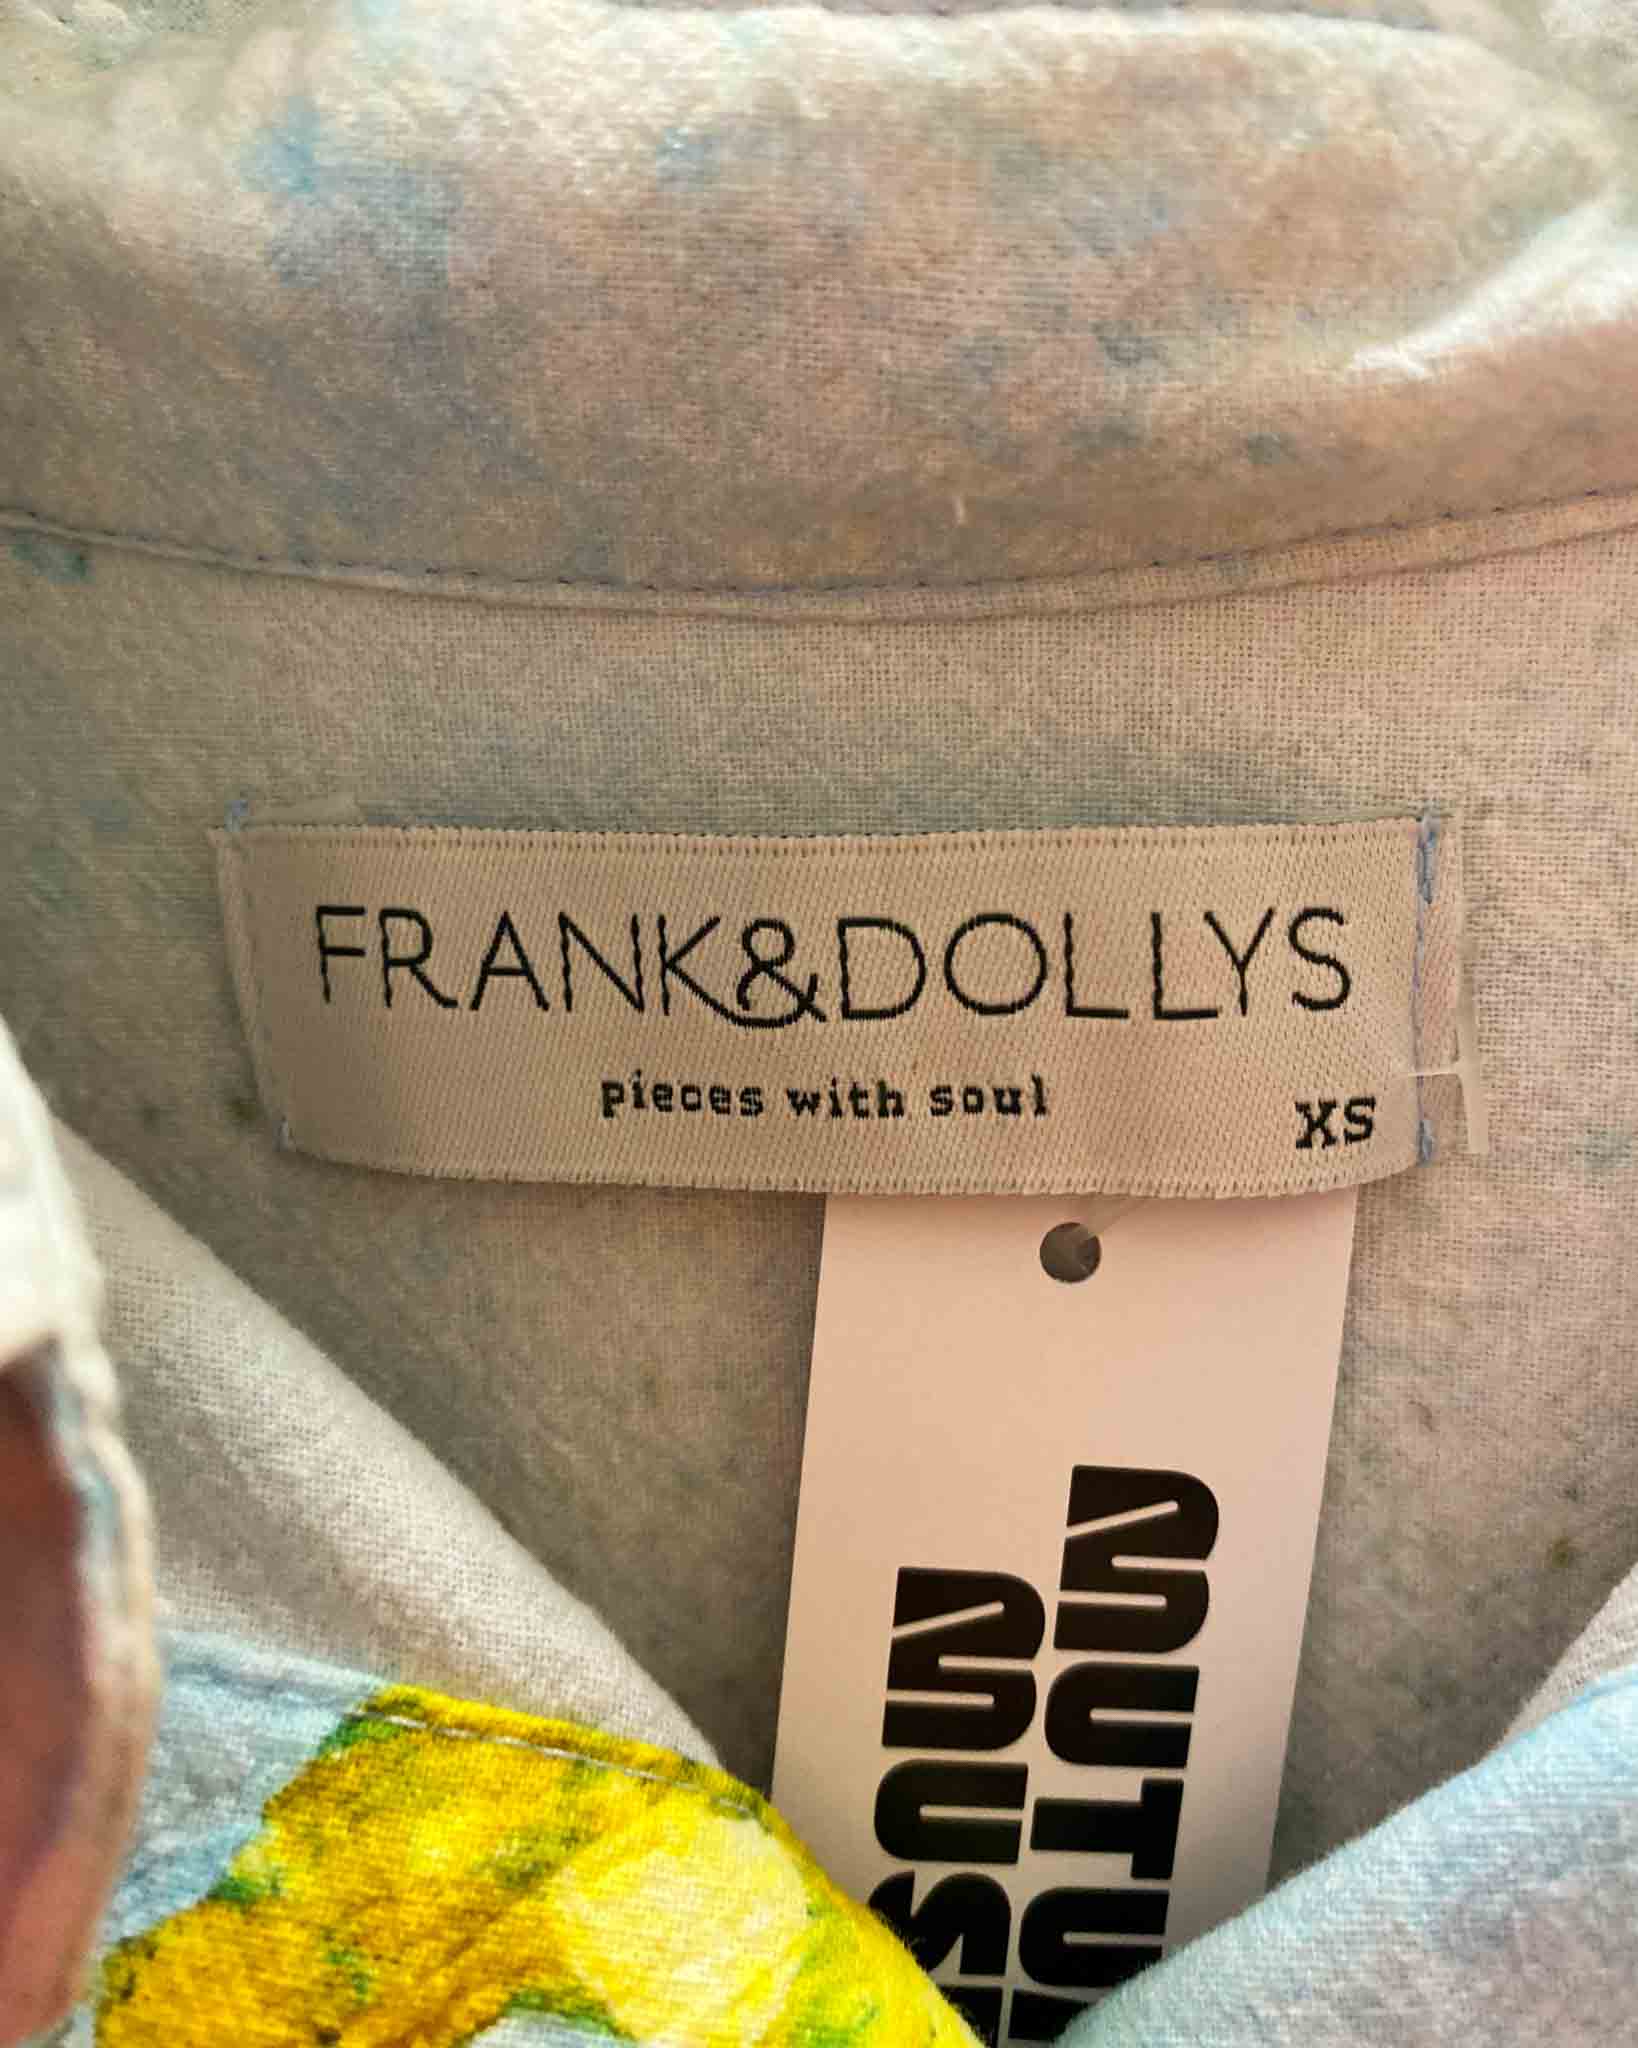 FRANK&DOLLYS
pieces with soul
XS